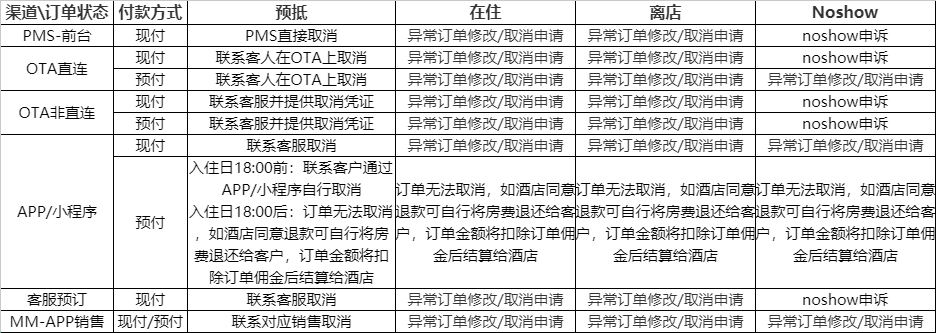 渠道\订单状态 付款方式 预抵 在住 离店 Noshow
PMS-前台 现付 PMS直接取消 异常订单修改/取消申请 异常订单修改/取消申请 noshow申诉
OTA直连 现付 联系客人在OTA上取消 异常订单修改/取消申请 异常订单修改/取消申请 noshow申诉
预付 联系客人在OTA上取消 异常订单修改/取消申请 异常订单修改/取消申请 异常订单修改/取消申请
OTA非直连 现付 联系客服并提供取消凭证 异常订单修改/取消申请 异常订单修改/取消申请 noshow申诉
预付 联系客服并提供取消凭证 异常订单修改/取消申请 异常订单修改/取消申请 noshow申诉
APP/小程序 现付 联系客服取消 异常订单修改/取消申请 异常订单修改/取消申请 异常订单修改/取消申请
预付
入住日18:00前：联系客户通过
APP/小程序自行取消
入住日18:00后：订单无法取消
，如酒店同意退款可自行将房
费退还给客户，订单金额将扣
除订单佣金后结算给酒店
订单无法取消，如酒店同意
退款可自行将房费退还给客
户，订单金额将扣除订单佣
金后结算给酒店
订单无法取消，如酒店同意
退款可自行将房费退还给客
户，订单金额将扣除订单佣
金后结算给酒店
订单无法取消，如酒店同意
退款可自行将房费退还给客
户，订单金额将扣除订单佣
金后结算给酒店
客服预订 现付 联系客服取消 异常订单修改/取消申请 异常订单修改/取消申请 noshow申诉
MM-APP销售 现付/预付 联系对应销售取消 异常订单修改/取消申请 异常订单修改/取消申请 异常订单修改/取消申请